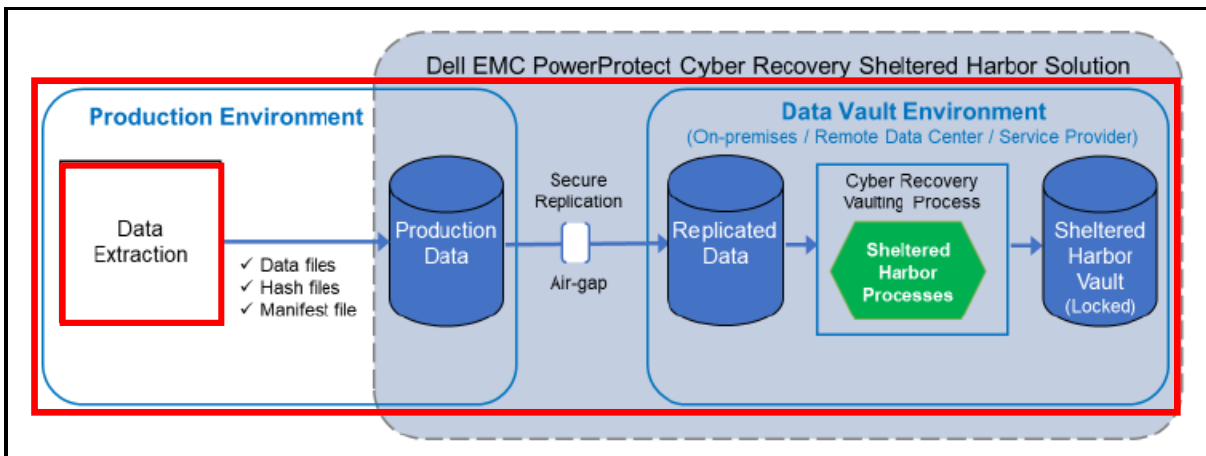 Dell EMC PowerProtect Cyber Recovery Sheltered Harbor Solution
Production Environment
Data Extraction
✓ Data files
✓ Hash files
✓ Manifest file
Production
Data
Secure
Replication
Air-gap
Data Vault Environment
(On-premises / Remote Data Center / Service Provider)
Replicated
Data
Cyber Recovery
Vaulting Process
Sheltered
Harbor
Processes
Sheltered
Harbor
Vault
(Locked)